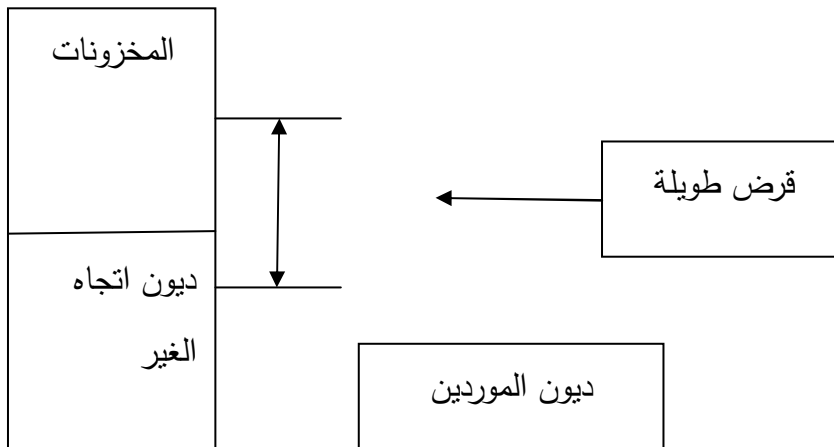 المخزونات
قرض طويلة
ديون اتجاه
الغير
ديون الموردين